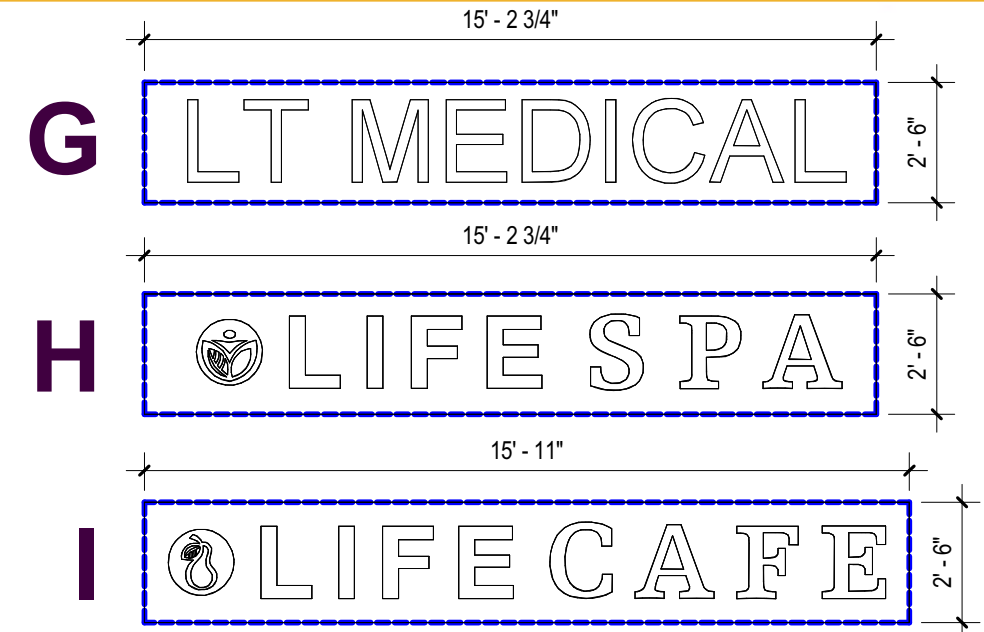 15' - 2 3/4"
G LT MEDICAL 2' - 6"
15' - 2 3/4"
H LIFE SPA 2' - 6"
15' - 11"
I LIFE CAFE 2' - 6"